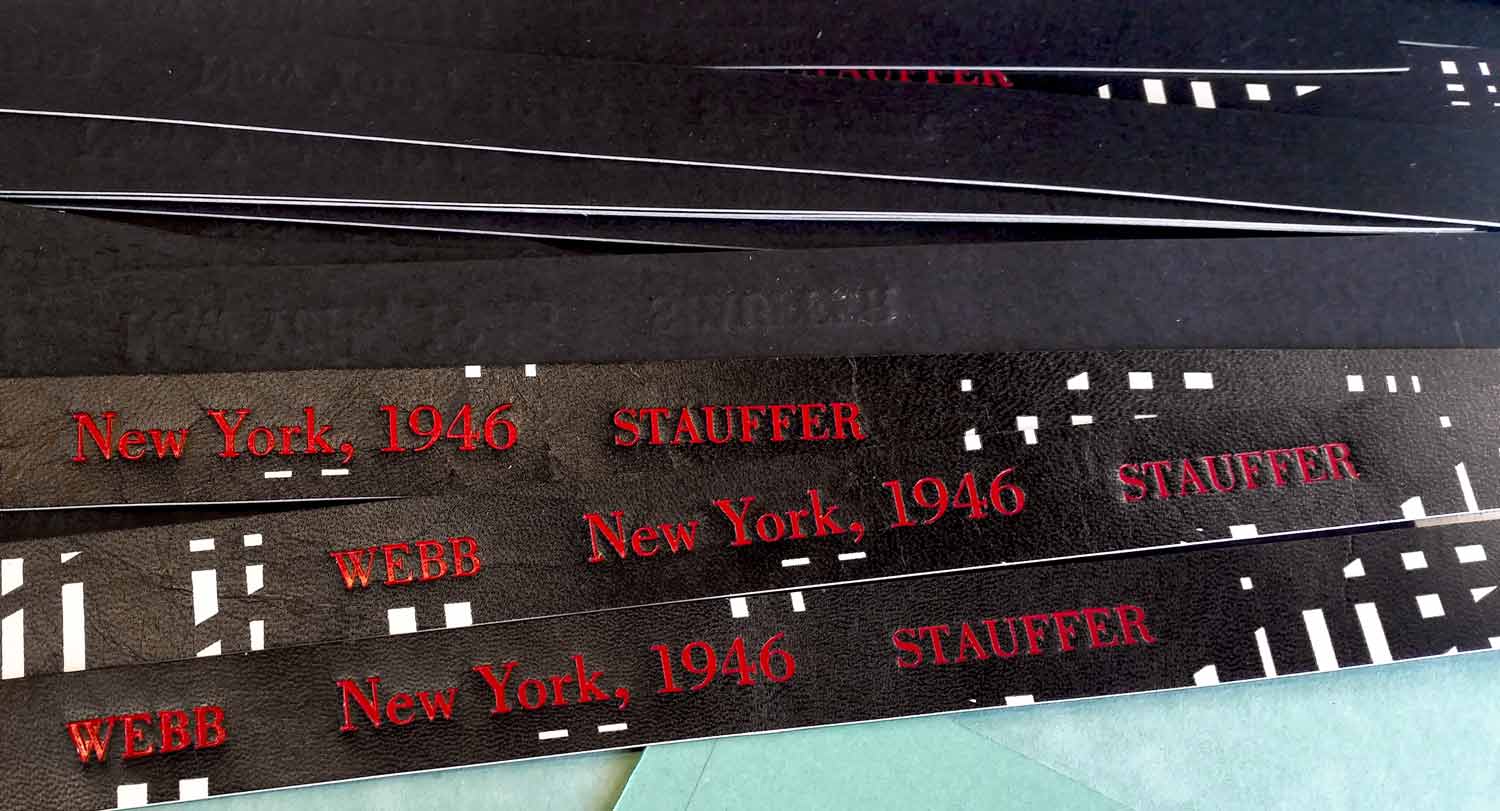 STAUFFER
New York, 1946 STAUFFER
WEBB New York, 1946 STAUFFER
WEBB New York, 1946 STAUFFER